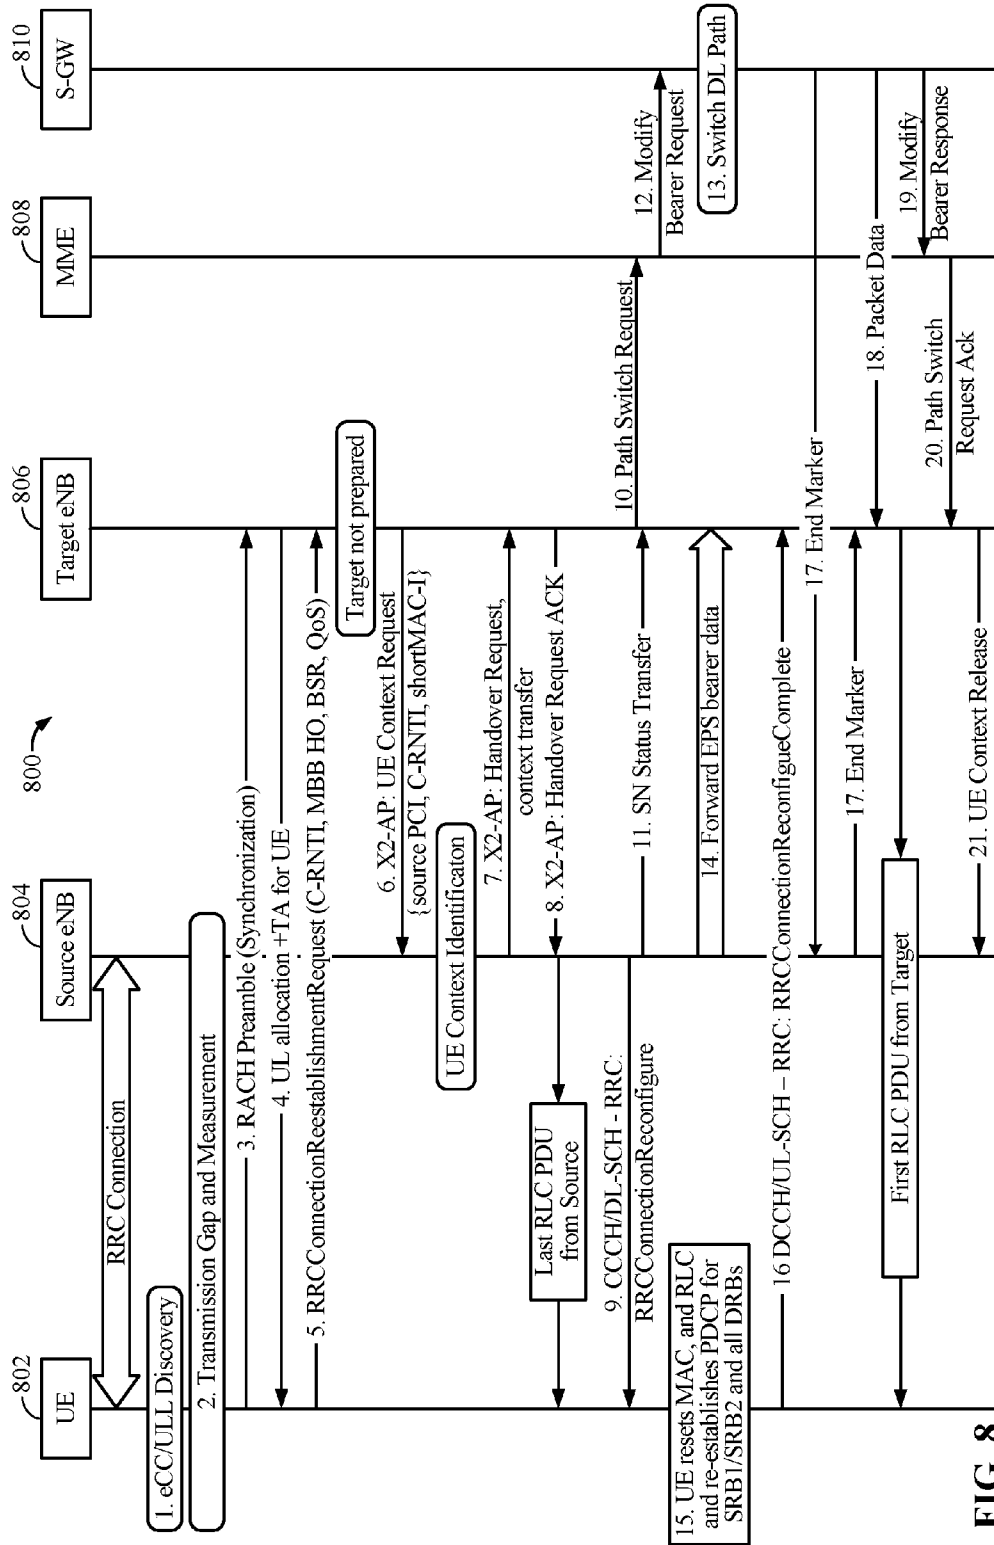 800
802
UE
804
Source eNB
806
Target eNB
808
MME
810
S-GW
RRC Connection
1. eCC/ULL Discovery
2. Transmission Gap and Measurement
3. RACH Preamble (Synchronization)
4. UL allocation +TA for UE
5. RRCConnectionReestablishmentRequest (C-RNTI, MBB HO, BSR, QoS)
Target not prepared
6. X2-AP: UE Context Request
{source PCI, C-RNTI, shortMAC-I}
UE Context Identificaton
7. X2-AP: Handover Request,
context transfer
8. X2-AP: Handover Request ACK
Last RLC PDU
from Source
9. CCCH/DL-SCH - RRC:
RRCConnectionReconfigure
10. Path Switch Request
11. SN Status Transfer
12. Modify
Bearer Request
13. Switch DL Path
14. Forward EPS bearer data
15. UE resets MAC, and RLC
and re-establishes PDCP for
SRB1/SRB2 and all DRBs
16 DCCH/UL-SCH – RRC: RRCConnectionReconfigueComplete
17. End Marker
17. End Marker
18. Packet Data
First RLC PDU from Target
19. Modify
Bearer Response
20. Path Switch
Request Ack
21. UE Context Release
FIG. 8